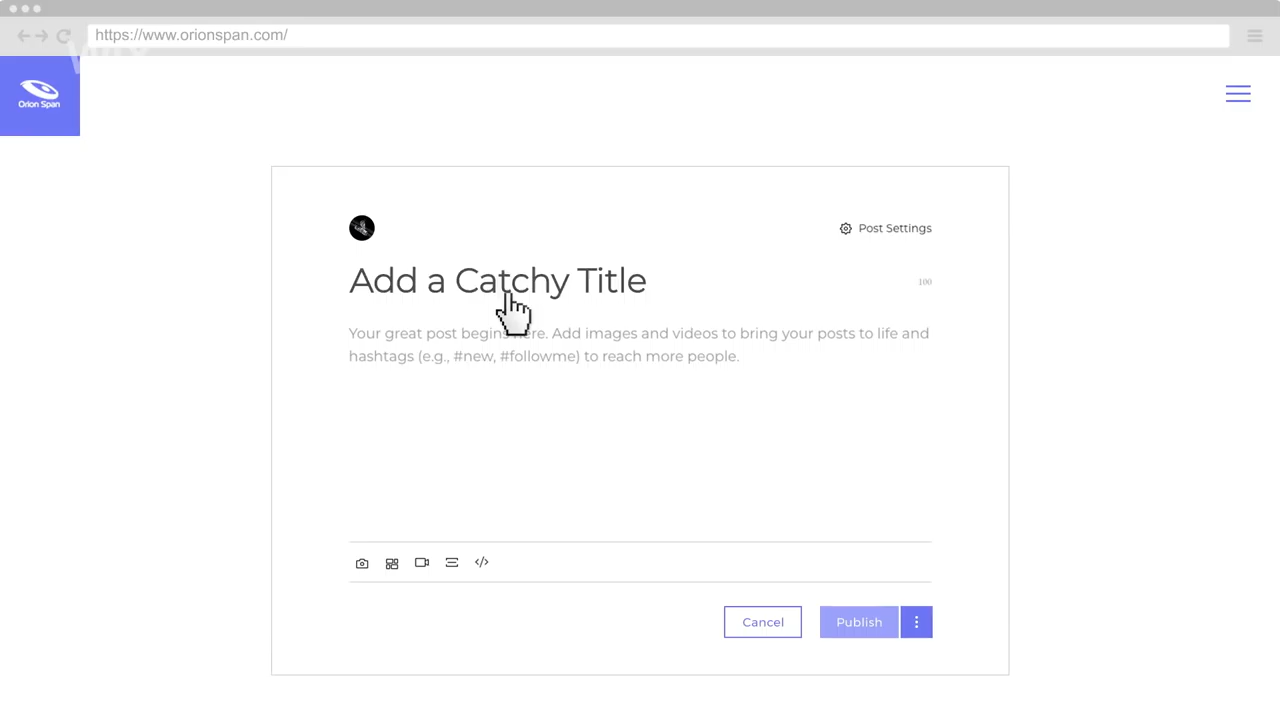 https://www.orionspan.com/
Orion Span
Post Settings
Add a Catchy Title
100
Your great post begins here. Add images and videos to bring your posts to life and
hashtags (e.g., #new, #followme) to reach more people.
Cancel
Publish